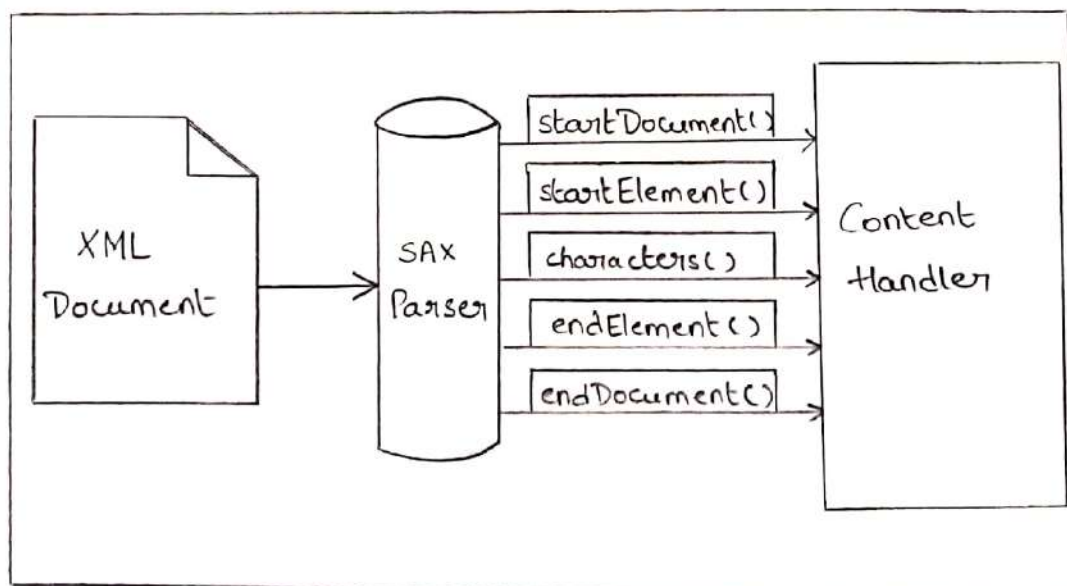 XML
Document
SAX
Parser
startDocument()
startElement()
characters()
endElement()
endDocument()
Content
Handler